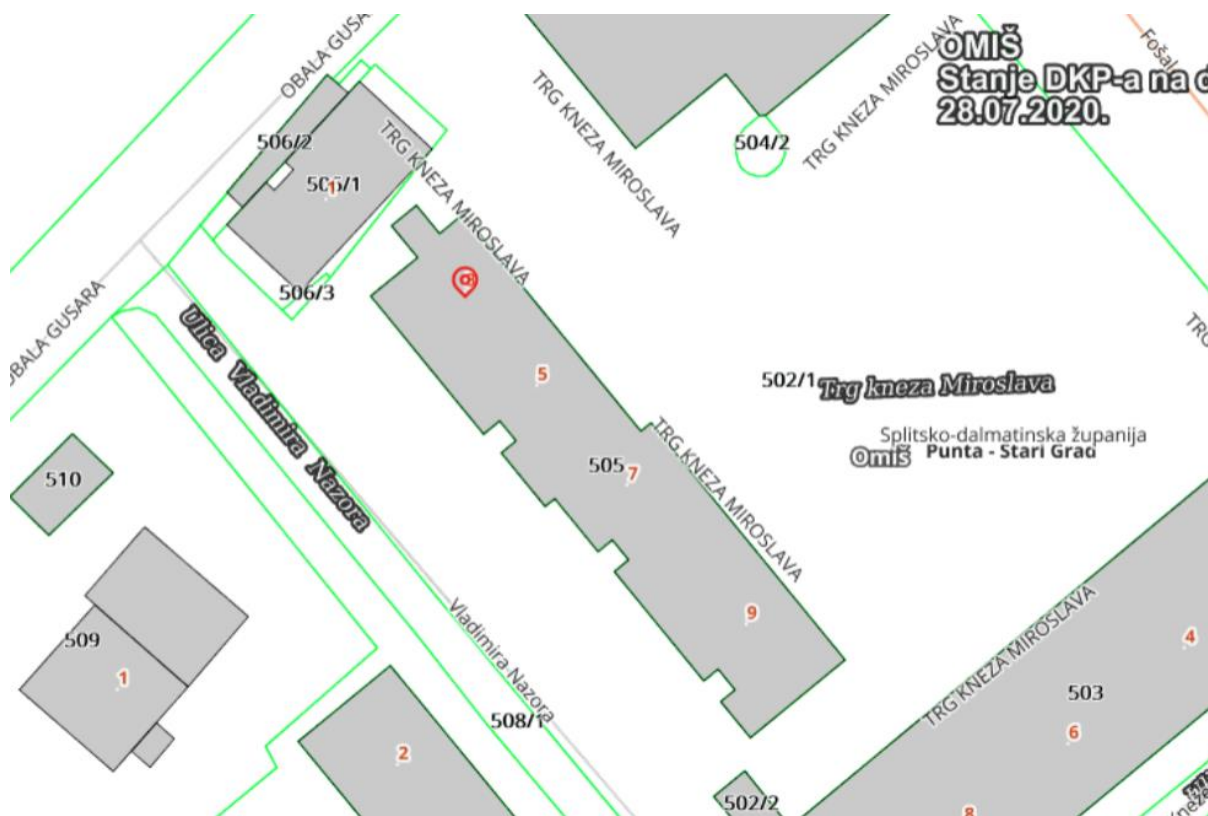 OBALA GUSA
TRG KNEZA MIROSLAVA
OMIŠ
Stanje DKP-a na d
28.07.2020.
Fošal
506/2
506/1
1
TRG KNEZA MIROSLAVA
TRG KNEZA MIROSLAVA
504/2
506/3
OBALA GUSARA
Ulica Vladimira Nazora
5
502/1
Trg kneza Miroslava
TRG
Splitsko-dalmatinska županija
Omiš
Punta - Stari Grad
505
7
TRG KNEZA MIROSLAVA
510
509
1
Vladimira Nazora
9
4
TRG KNEZA MIROSLAVA
503
508/1
6
2
502/2
8